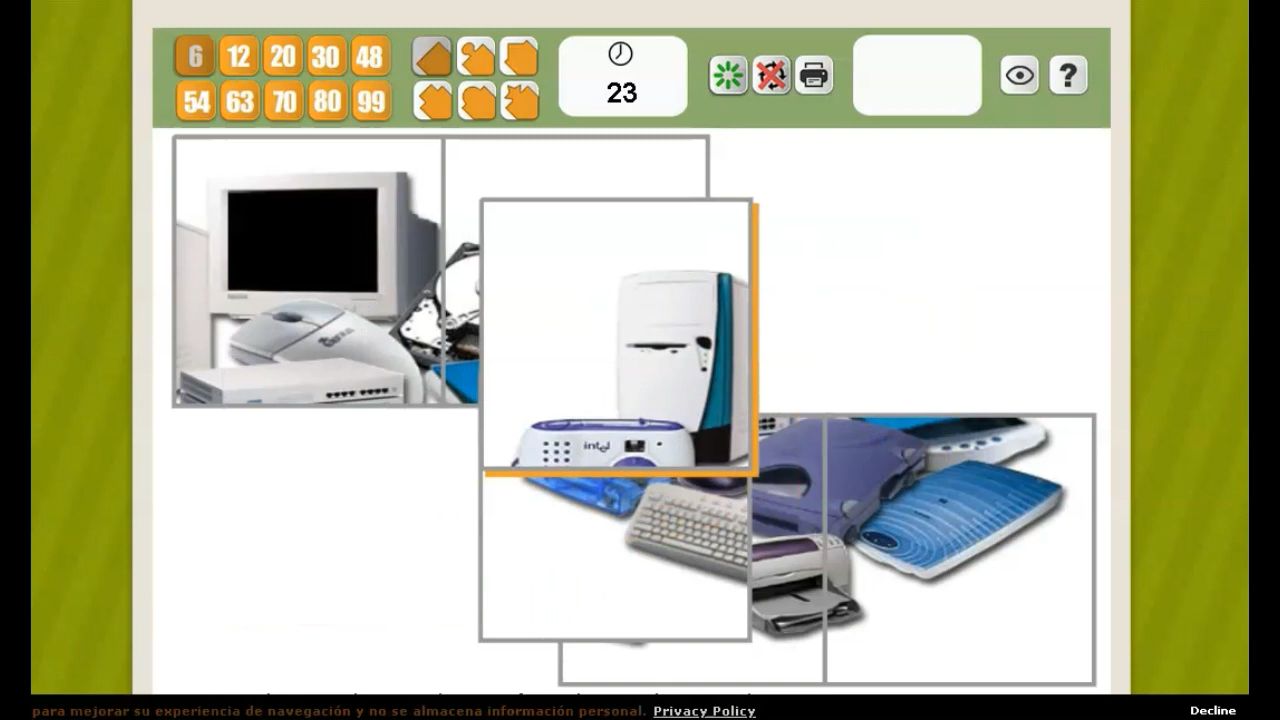 6 12 20 30 48
54 63 70 80 99
23
?
intel
para mejorar su experiencia de navegación y no se almacena información personal. Privacy Policy
Decline